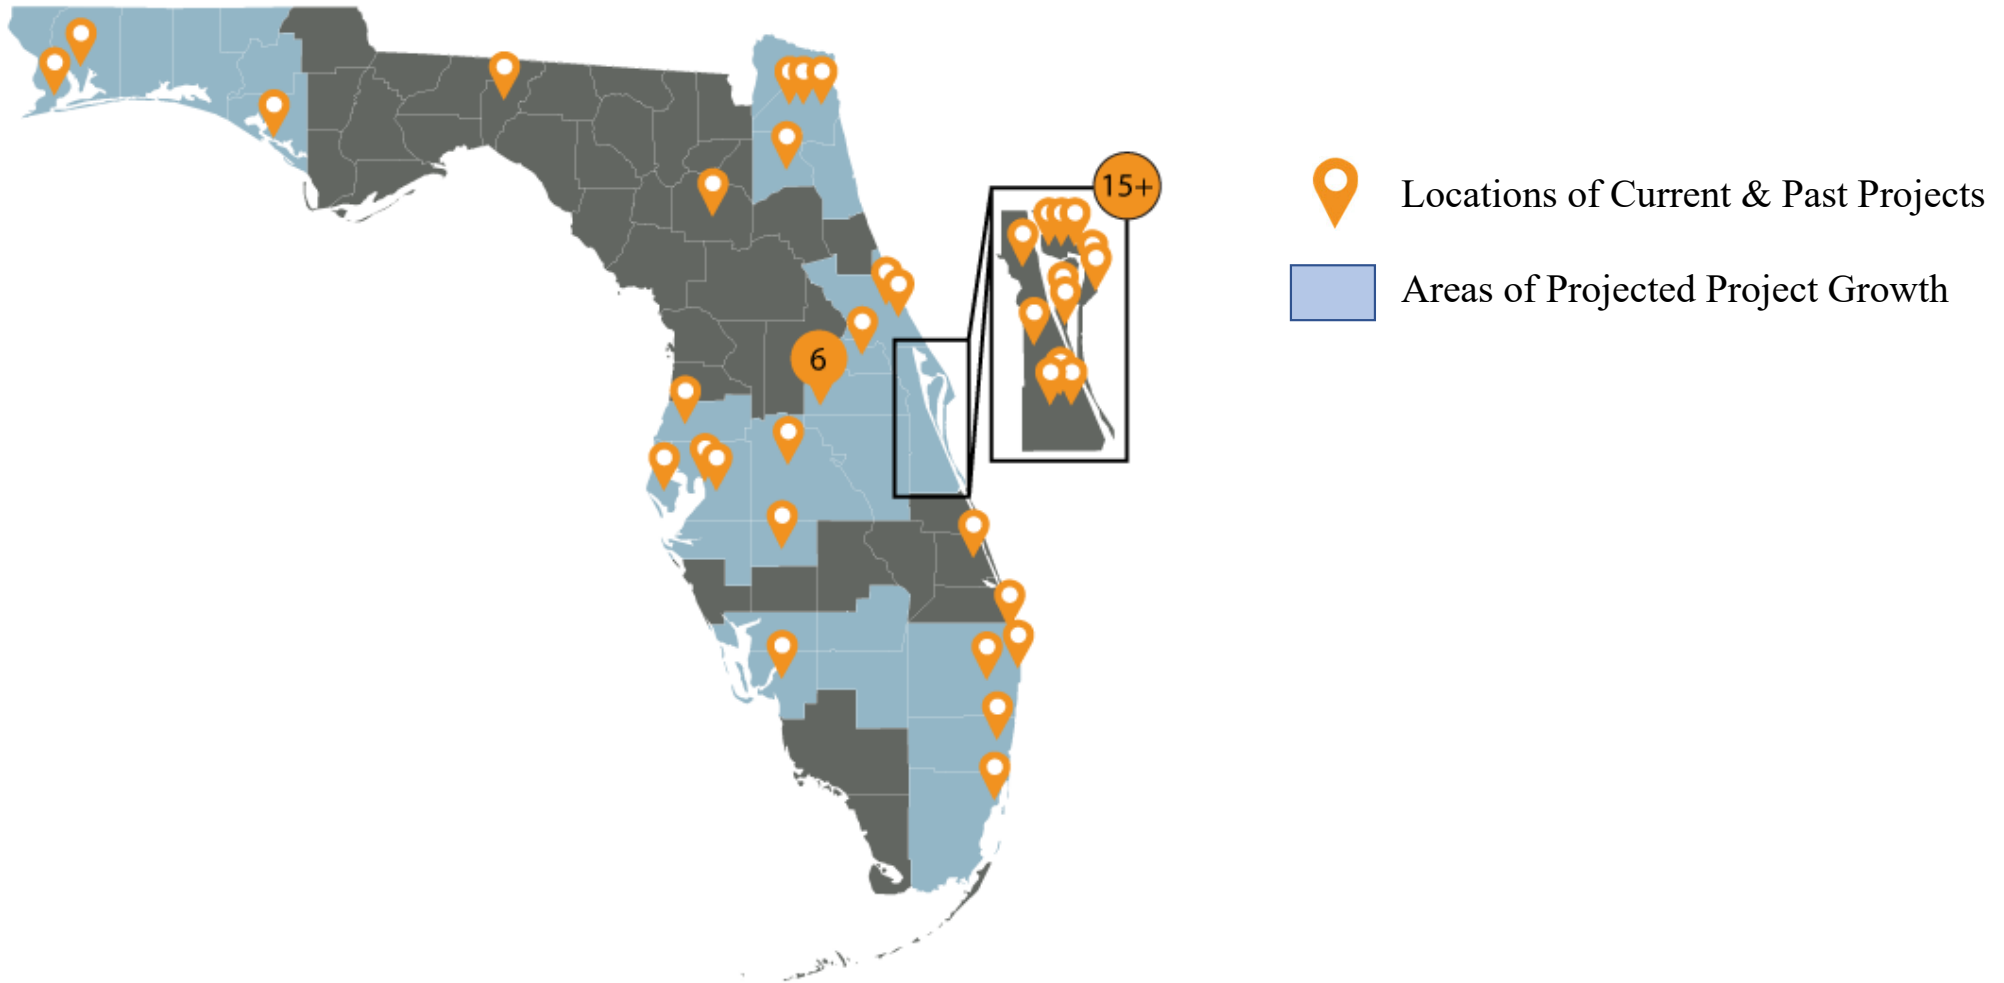 15+
6
Locations of Current & Past Projects
Areas of Projected Project Growth